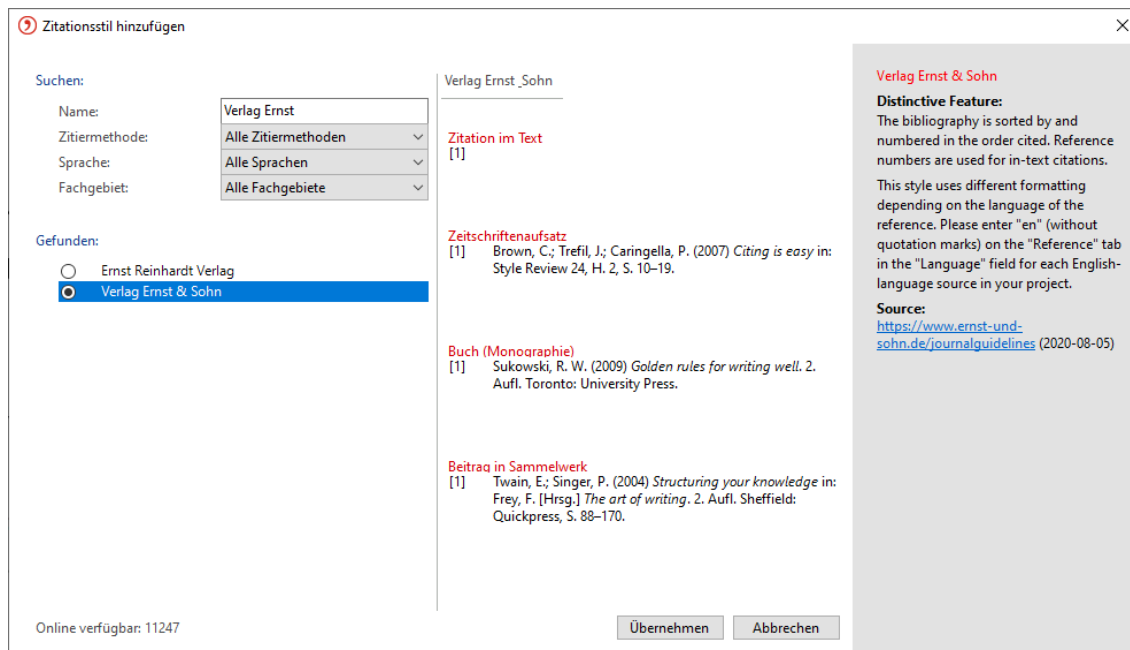 Zitationsstil hinzufügen
Suchen:
Name: Verlag Ernst
Zitiermethode: Alle Zitiermethoden
Sprache: Alle Sprachen
Fachgebiet: Alle Fachgebiete
Gefunden:
Ernst Reinhardt Verlag
Verlag Ernst & Sohn
Online verfügbar: 11247
Verlag Ernst _Sohn
Zitation im Text
[1]
Zeitschriftenaufsatz
[1] Brown, C.; Trefil, J.; Caringella, P. (2007) Citing is easy in:
Style Review 24, H. 2, S. 10–19.
Buch (Monographie)
[1] Sukowski, R. W. (2009) Golden rules for writing well. 2.
Aufl. Toronto: University Press.
Beitrag in Sammelwerk
[1] Twain, E.; Singer, P. (2004) Structuring your knowledge in:
Frey, F. [Hrsg.] The art of writing. 2. Aufl. Sheffield:
Quickpress, S. 88–170.
Übernehmen
Abbrechen
Verlag Ernst & Sohn
Distinctive Feature:
The bibliography is sorted by and
numbered in the order cited. Reference
numbers are used for in-text citations.
This style uses different formatting
depending on the language of the
reference. Please enter "en" (without
quotation marks) on the "Reference" tab
in the "Language" field for each English-
language source in your project.
Source:
https://www.ernst-und-
sohn.de/journalguidelines (2020-08-05)